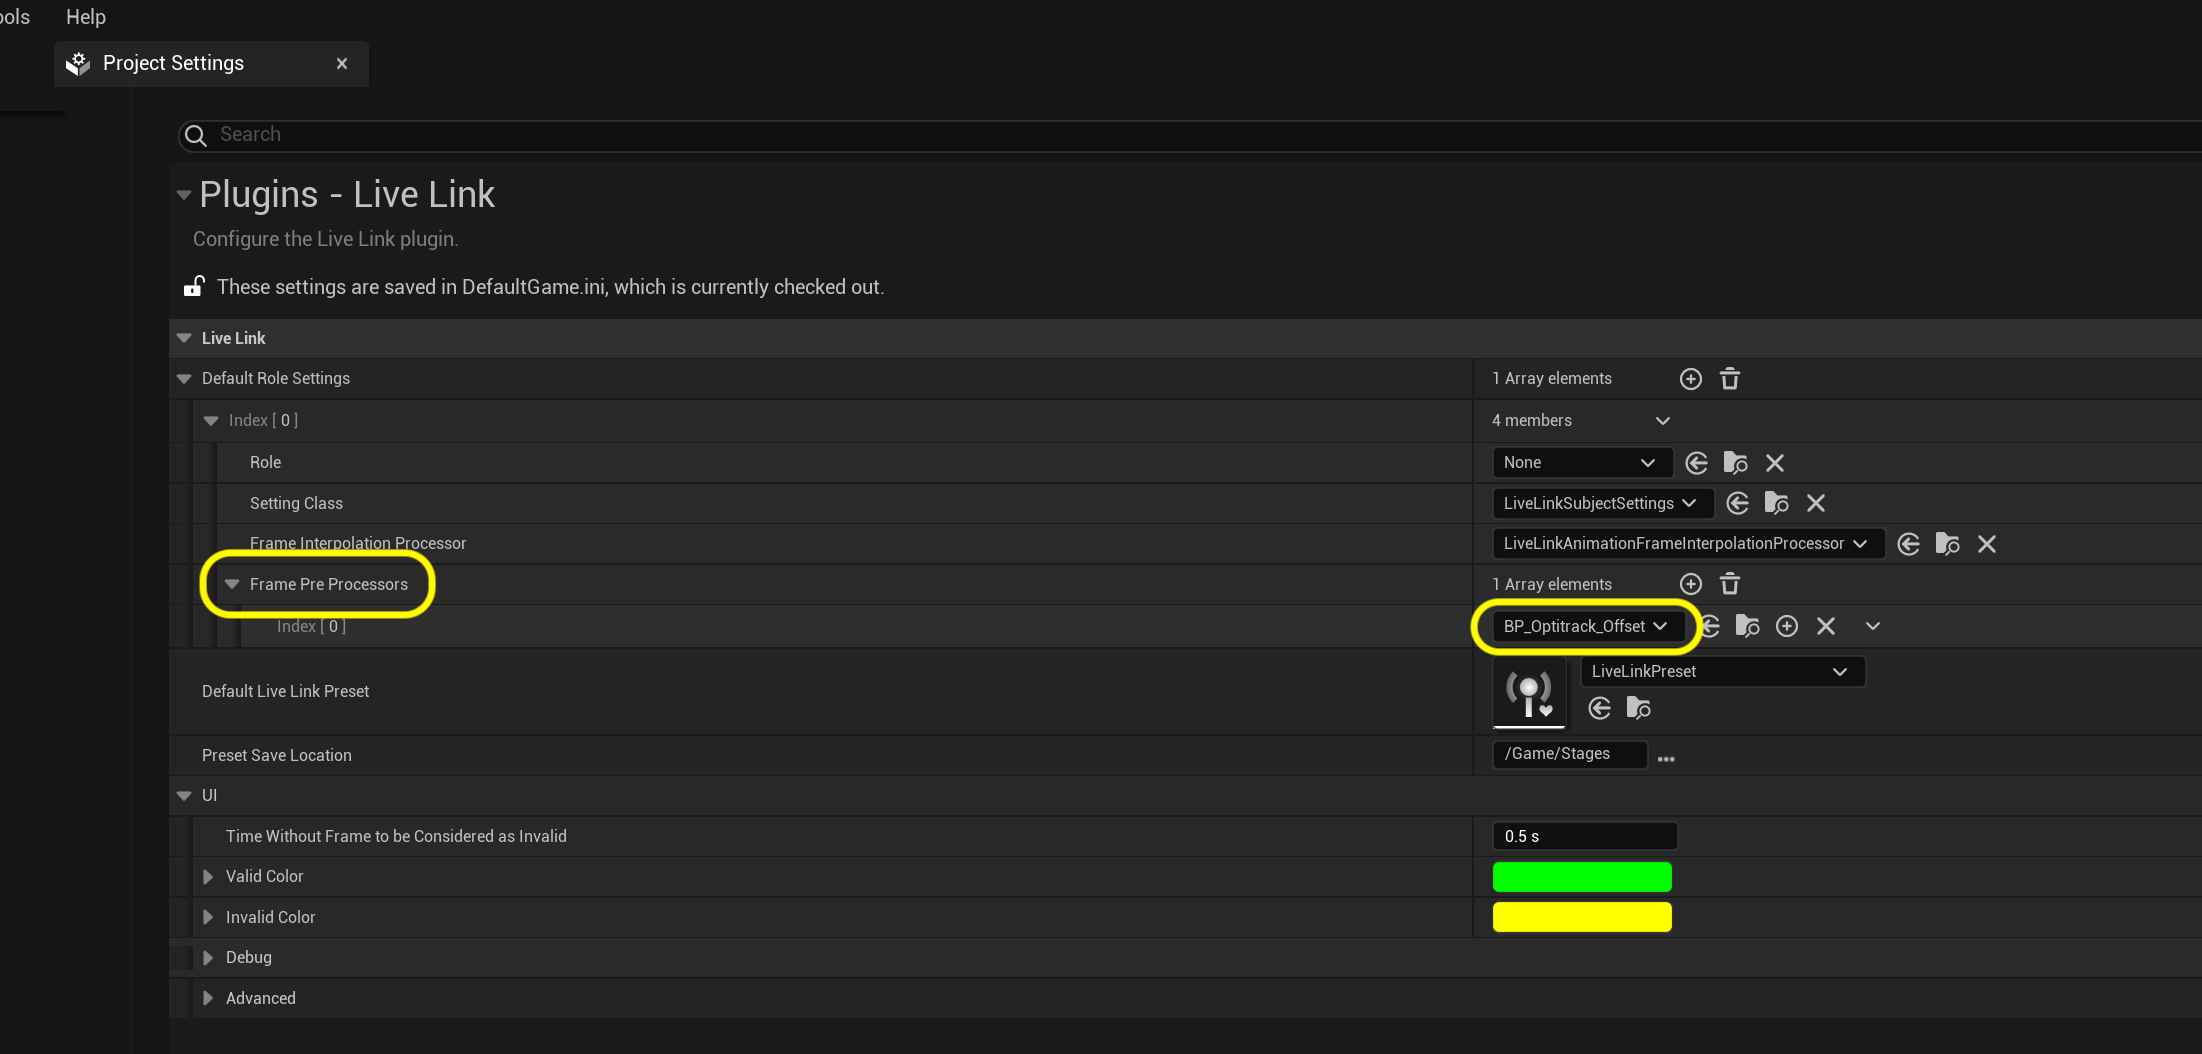 ools Help
Project Settings
Search
Plugins - Live Link
Configure the Live Link plugin.
These settings are saved in DefaultGame.ini, which is currently checked out.
Live Link
Default Role Settings 1 Array elements
Index [ 0 ] 4 members
Role None
Setting Class LiveLinkSubjectSettings
Frame Interpolation Processor LiveLinkAnimationFrameInterpolationProcessor
Frame Pre Processors 1 Array elements
Index [ 0 ] BP_Optitrack_Offset
Default Live Link Preset LiveLinkPreset
Preset Save Location /Game/Stages ...
UI
Time Without Frame to be Considered as Invalid 0.5 s
Valid Color
Invalid Color
Debug
Advanced